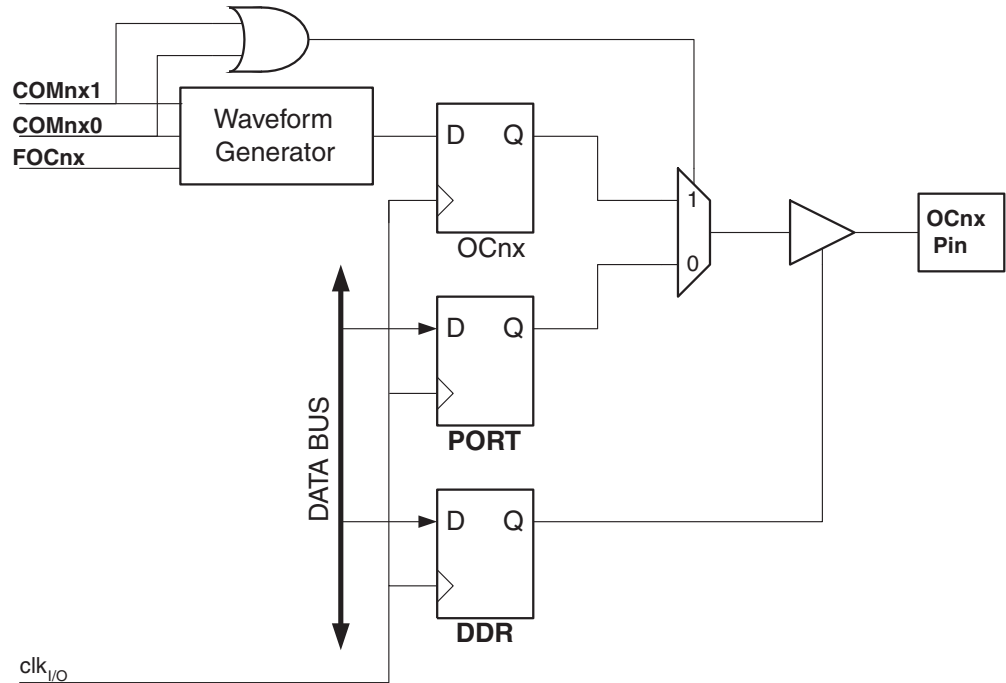 COMnx1
COMnx0
FOCnx
Waveform
Generator
D Q
OCnx
1
0
OCnx
Pin
DATA BUS
D Q
PORT
D Q
DDR
clkI/O